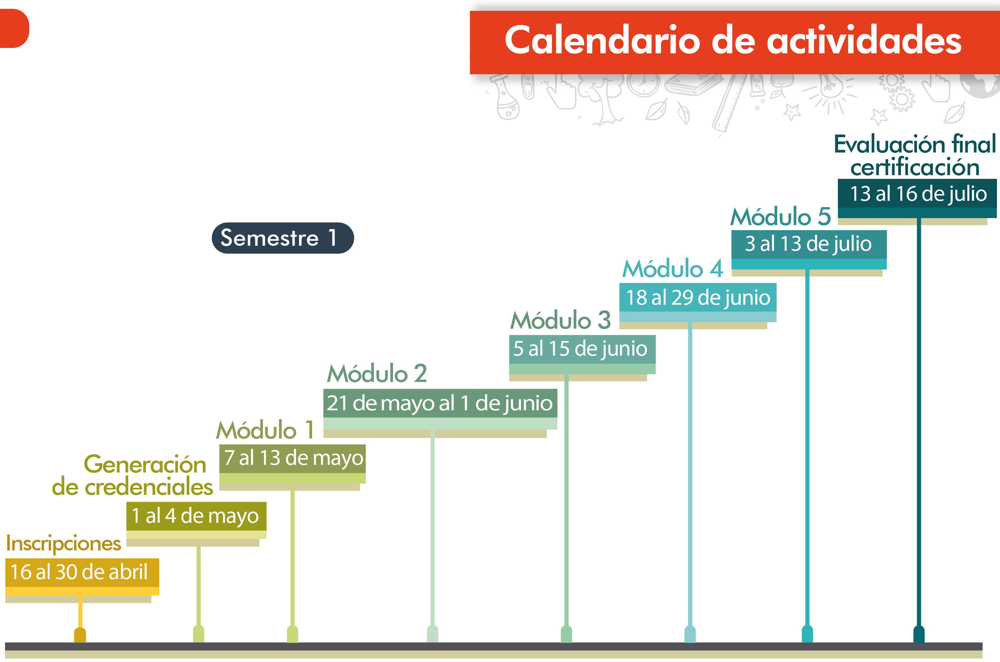 Calendario de actividades
Semestre 1
Inscripciones
16 al 30 de abril
Generación
de credenciales
1 al 4 de mayo
Módulo 1
7 al 13 de mayo
Módulo 2
21 de mayo al 1 de junio
Módulo 3
5 al 15 de junio
Módulo 4
18 al 29 de junio
Módulo 5
3 al 13 de julio
Evaluación final
certificación
13 al 16 de julio